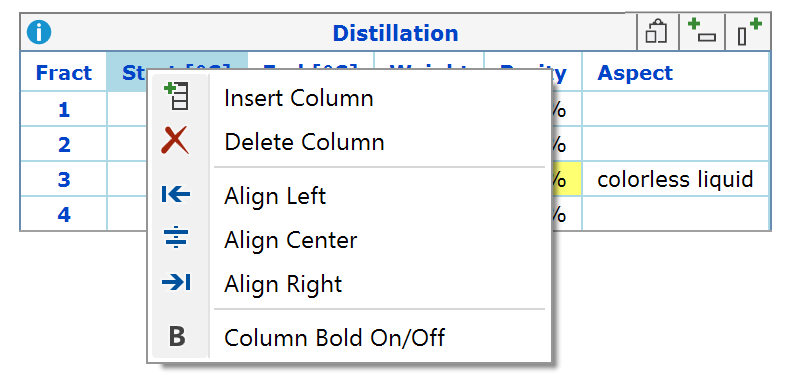 Distillation
Fract Aspect
1 %
2 %
3 % colorless liquid
4 %
Insert Column
Delete Column
Align Left
Align Center
Align Right
B Column Bold On/Off